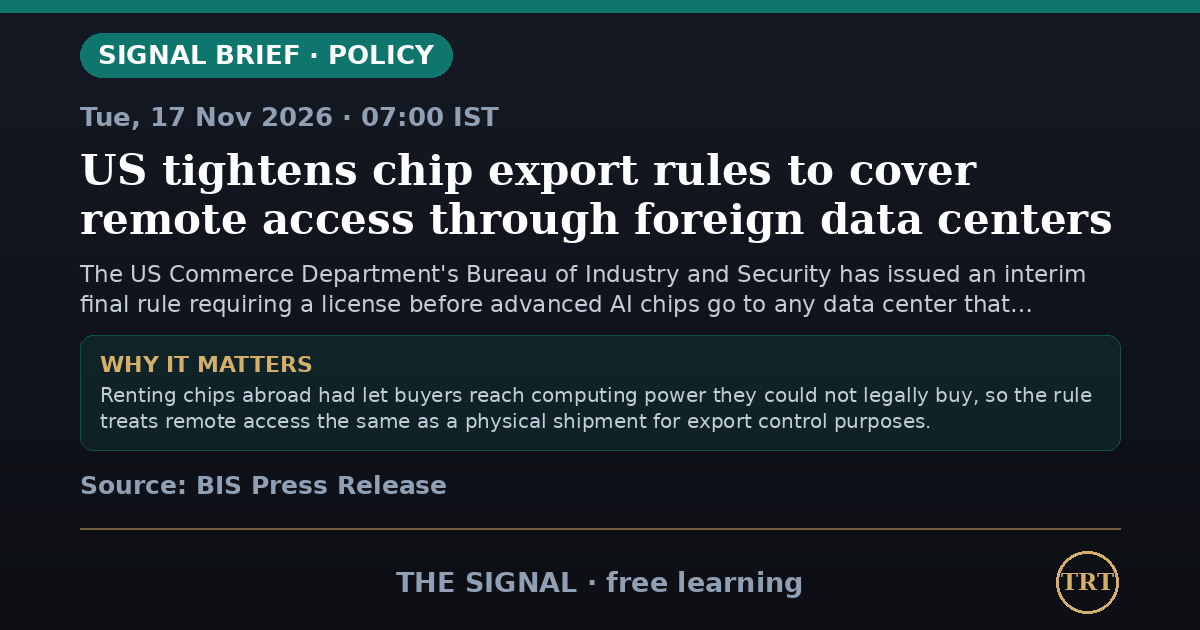 SIGNAL BRIEF · POLICY
Tue, 17 Nov 2026 · 07:00 IST
US tightens chip export rules to cover
remote access through foreign data centers
The US Commerce Department's Bureau of Industry and Security has issued an interim
final rule requiring a license before advanced AI chips go to any data center that…
WHY IT MATTERS
Renting chips abroad had let buyers reach computing power they could not legally buy, so the rule
treats remote access the same as a physical shipment for export control purposes.
Source: BIS Press Release
THE SIGNAL · free learning
TRT